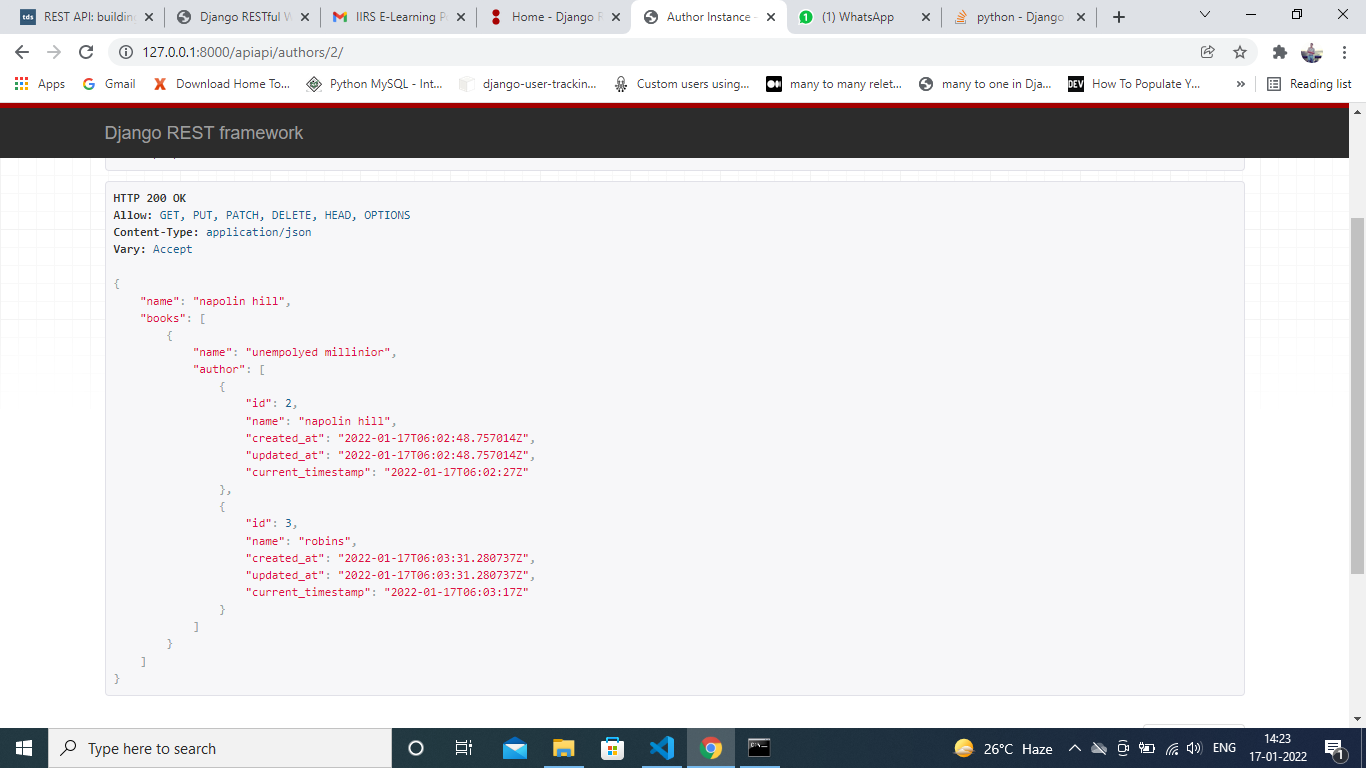 REST API: buildin
Django RESTful W
IIRS E-Learning P
Home - Django R
Author Instance –
(1) WhatsApp
python - Django
127.0.0.1:8000/apiapi/authors/2/
Apps
Gmail
Download Home To...
Python MySQL - Int...
django-user-trackin...
Custom users using...
many to many relet...
many to one in Dja...
DEV
How To Populate Y...
»
Reading list
Django REST framework
HTTP 200 OK
Allow: GET, PUT, PATCH, DELETE, HEAD, OPTIONS
Content-Type: application/json
Vary: Accept
{
"name": "napolin hill",
"books": [
{
"name": "unempolyed millinior",
"author": [
{
"id": 2,
"name": "napolin hill",
"created_at": "2022-01-17T06:02:48.757014Z",
"updated_at": "2022-01-17T06:02:48.757014Z",
"current_timestamp": "2022-01-17T06:02:27Z"
},
{
"id": 3,
"name": "robins",
"created_at": "2022-01-17T06:03:31.280737Z",
"updated_at": "2022-01-17T06:03:31.280737Z",
"current_timestamp": "2022-01-17T06:03:17Z"
}
]
}
]
}
Type here to search
26°C Haze
ENG
14:23
17-01-2022
1